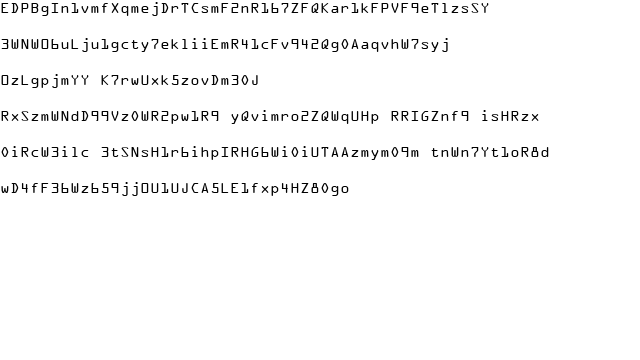 EDPBgIn1vmfXqmejDrTCsmF2nR167ZFQKar1kFPVF9eTlzsSY
3WNWO6uLju1gcty7ekliiEmR41cFv942Qg0AaqvhW7syj
OzLgpjmYY K7rwUxk5zovDm30J
RxSzmWNdD99Vz0WR2pw1R9 yQvimro2ZQWqUHp RRIGZnf9 isHRzx
0iRcW3ilc 3tSNsH1r6ihpIRHG6Wi0iUTAAzmym09m tnWn7Yt1oR8d
wD4fF36Wz659jjOU1UJCA5LE1fxp4HZ80go